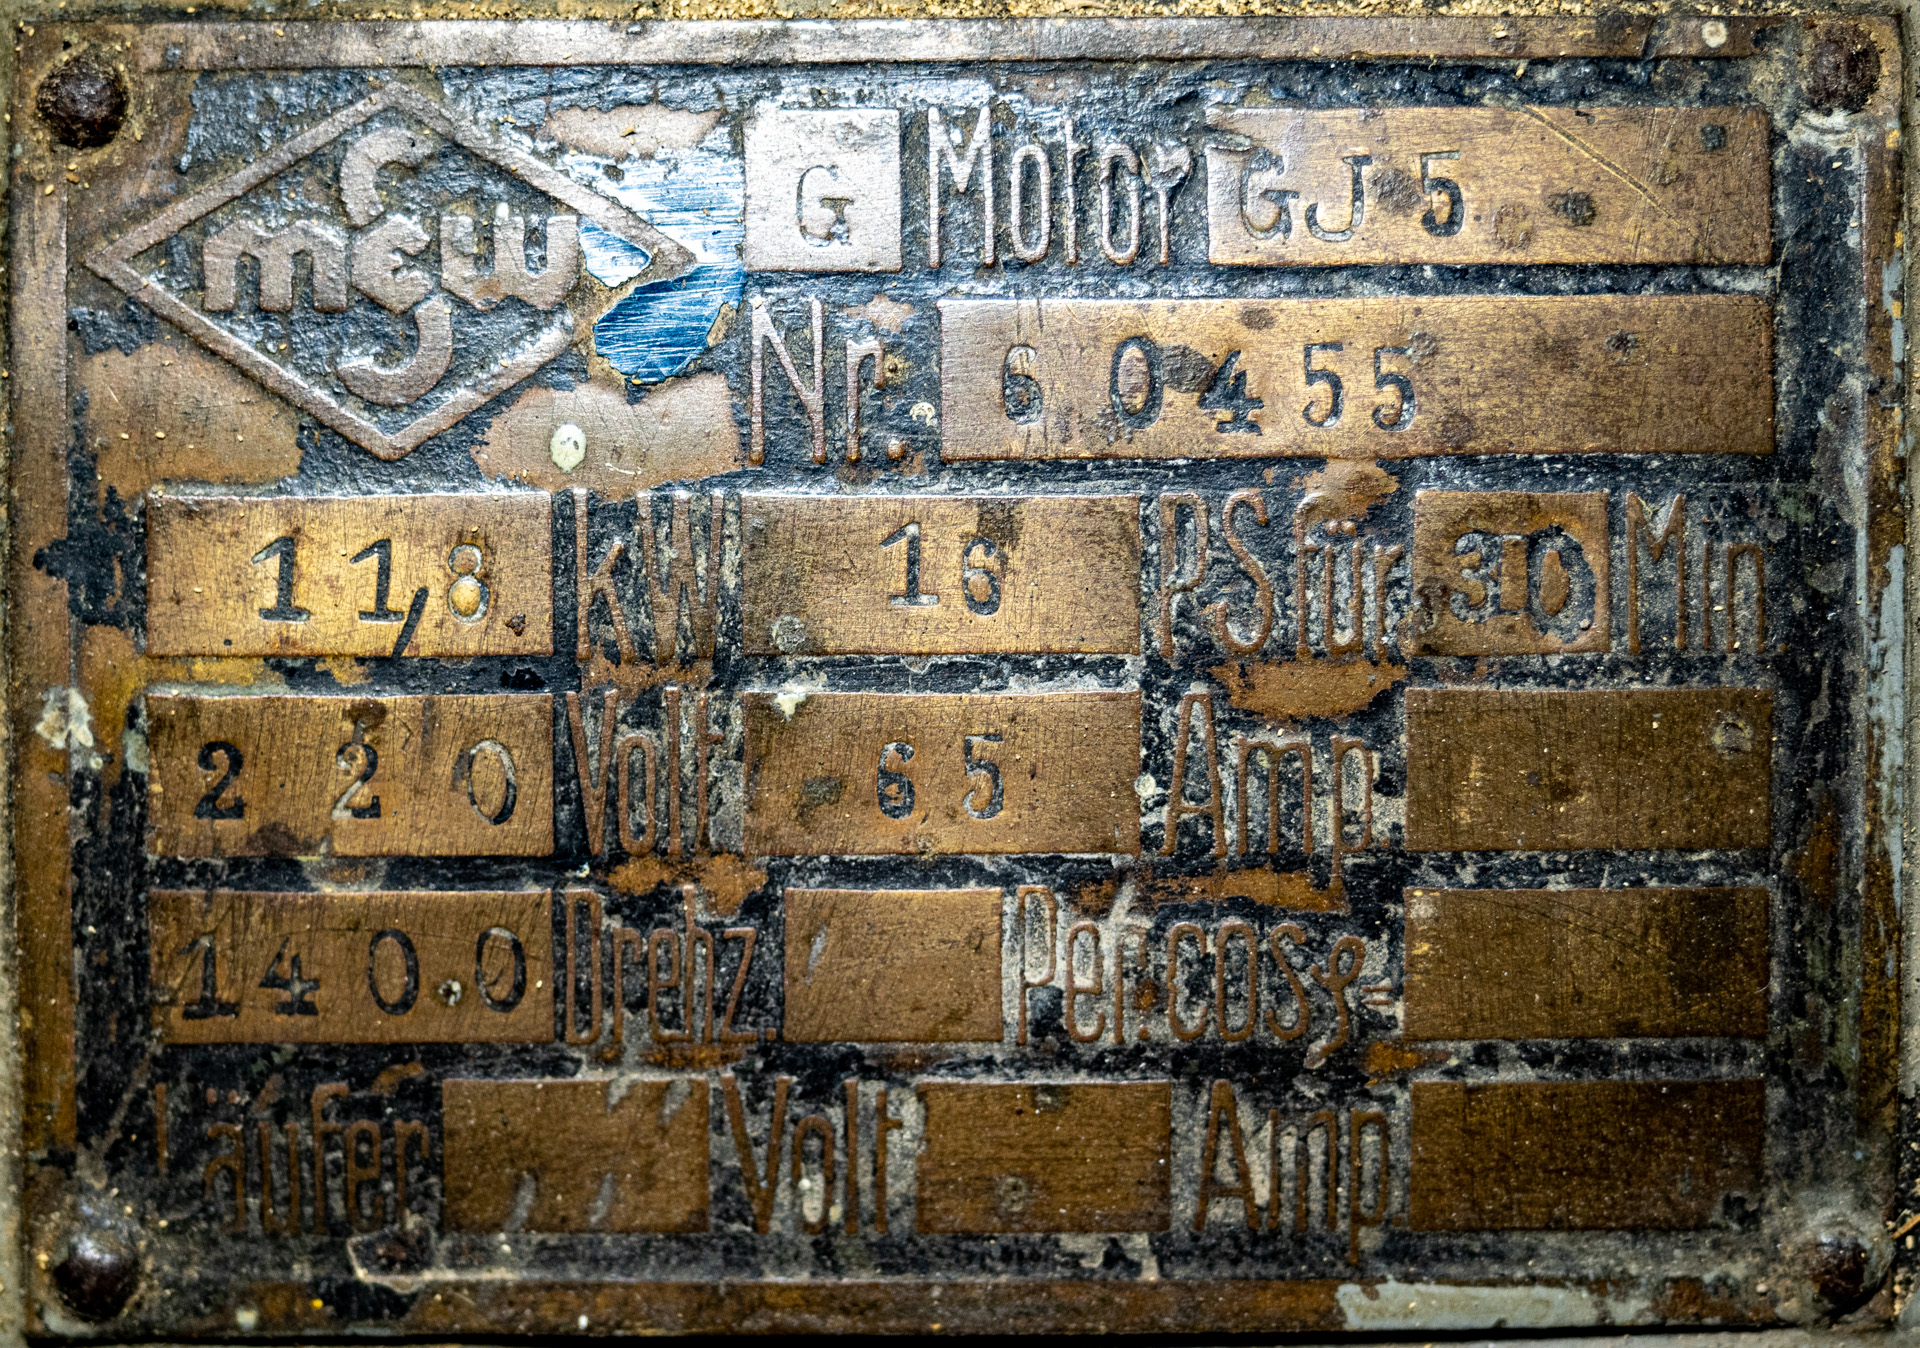 mew
G Motor GJ 5
Nr. 60455
11,8 kW 16 PS für 30 Min.
220 Volt 65 Amp.
1400 Drehz. Per. cos φ =
Läufer Volt Amp.